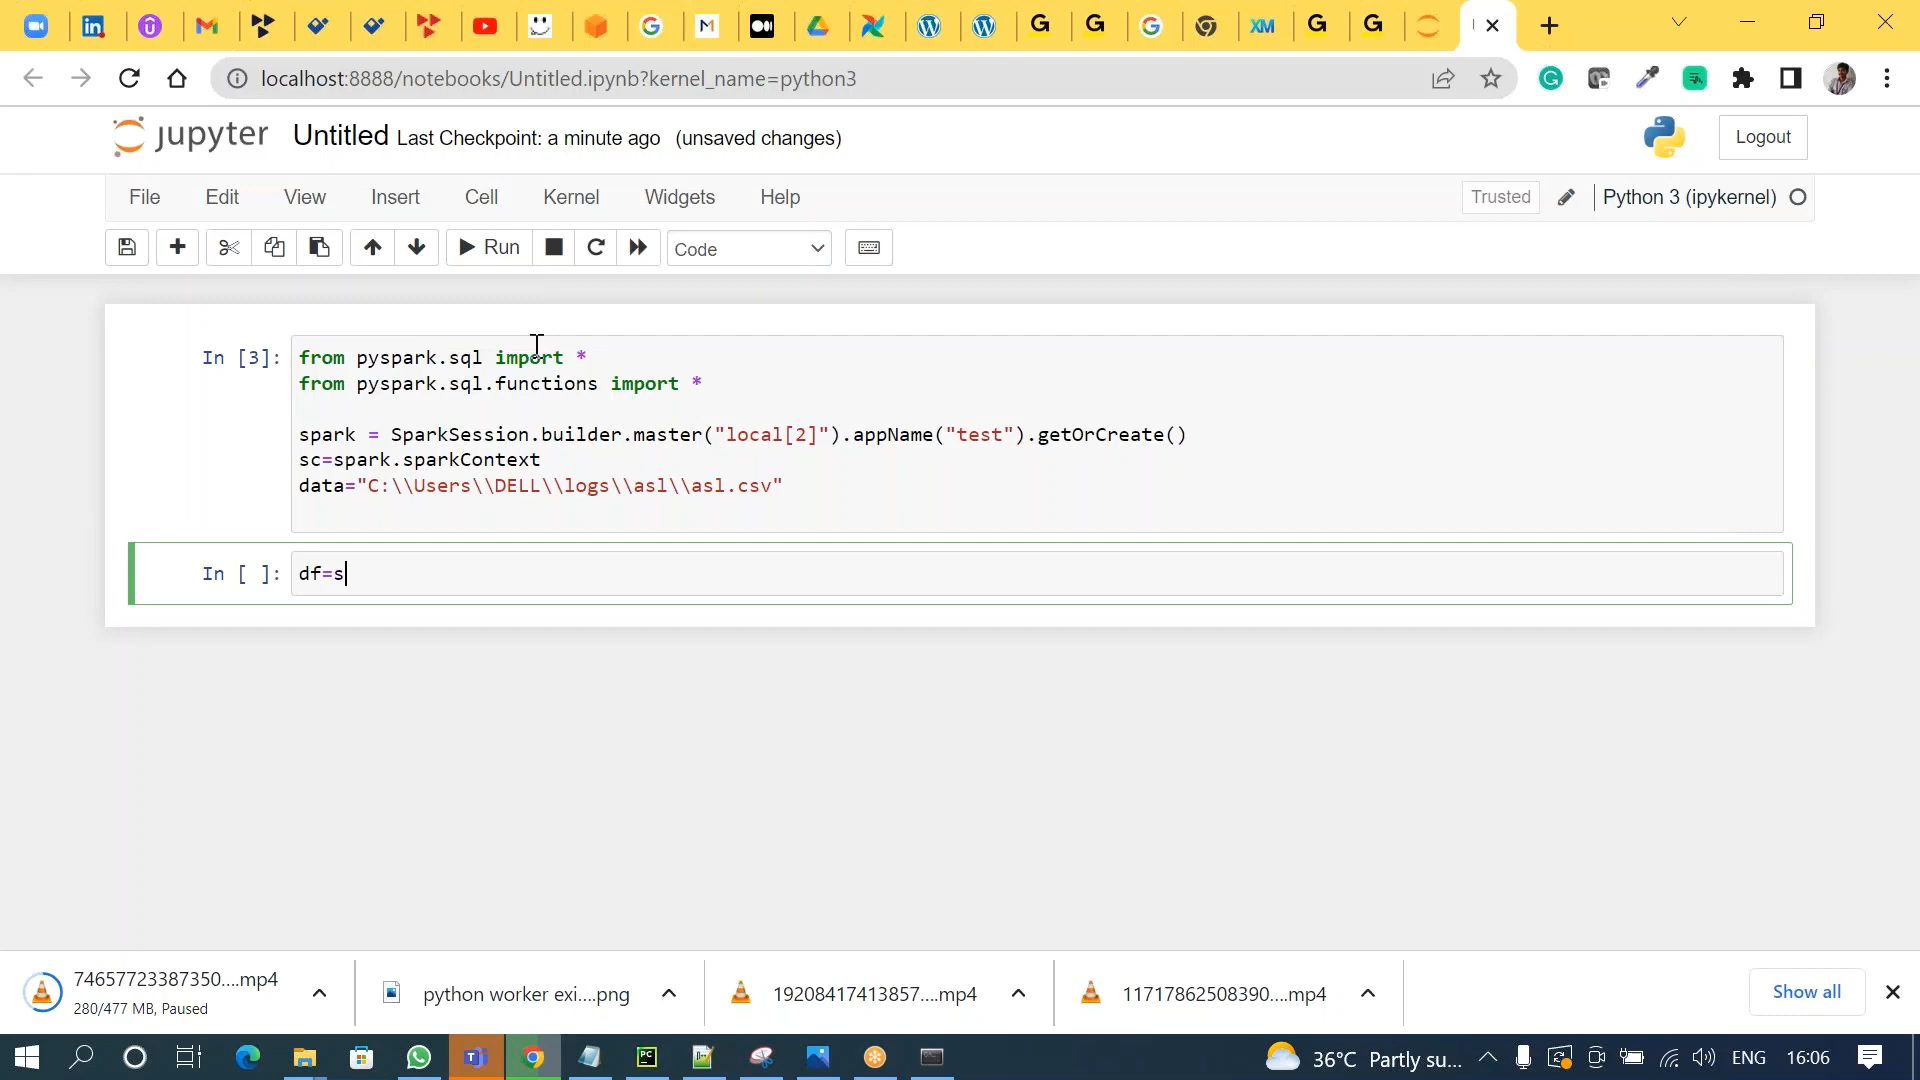 localhost:8888/notebooks/Untitled.ipynb?kernel_name=python3
jupyter Untitled Last Checkpoint: a minute ago (unsaved changes)
Logout
File Edit View Insert Cell Kernel Widgets Help
Trusted
Python 3 (ipykernel)
Run
Code
In [3]:
from pyspark.sql import *
from pyspark.sql.functions import *
spark = SparkSession.builder.master("local[2]").appName("test").getOrCreate()
sc=spark.sparkContext
data="C:\\Users\\DELL\\logs\\asl\\asl.csv"
In [ ]:
df=s
74657723387350....mp4
280/477 MB, Paused
python worker exi....png
19208417413857....mp4
11717862508390....mp4
Show all
36°C Partly su...
ENG
16:06